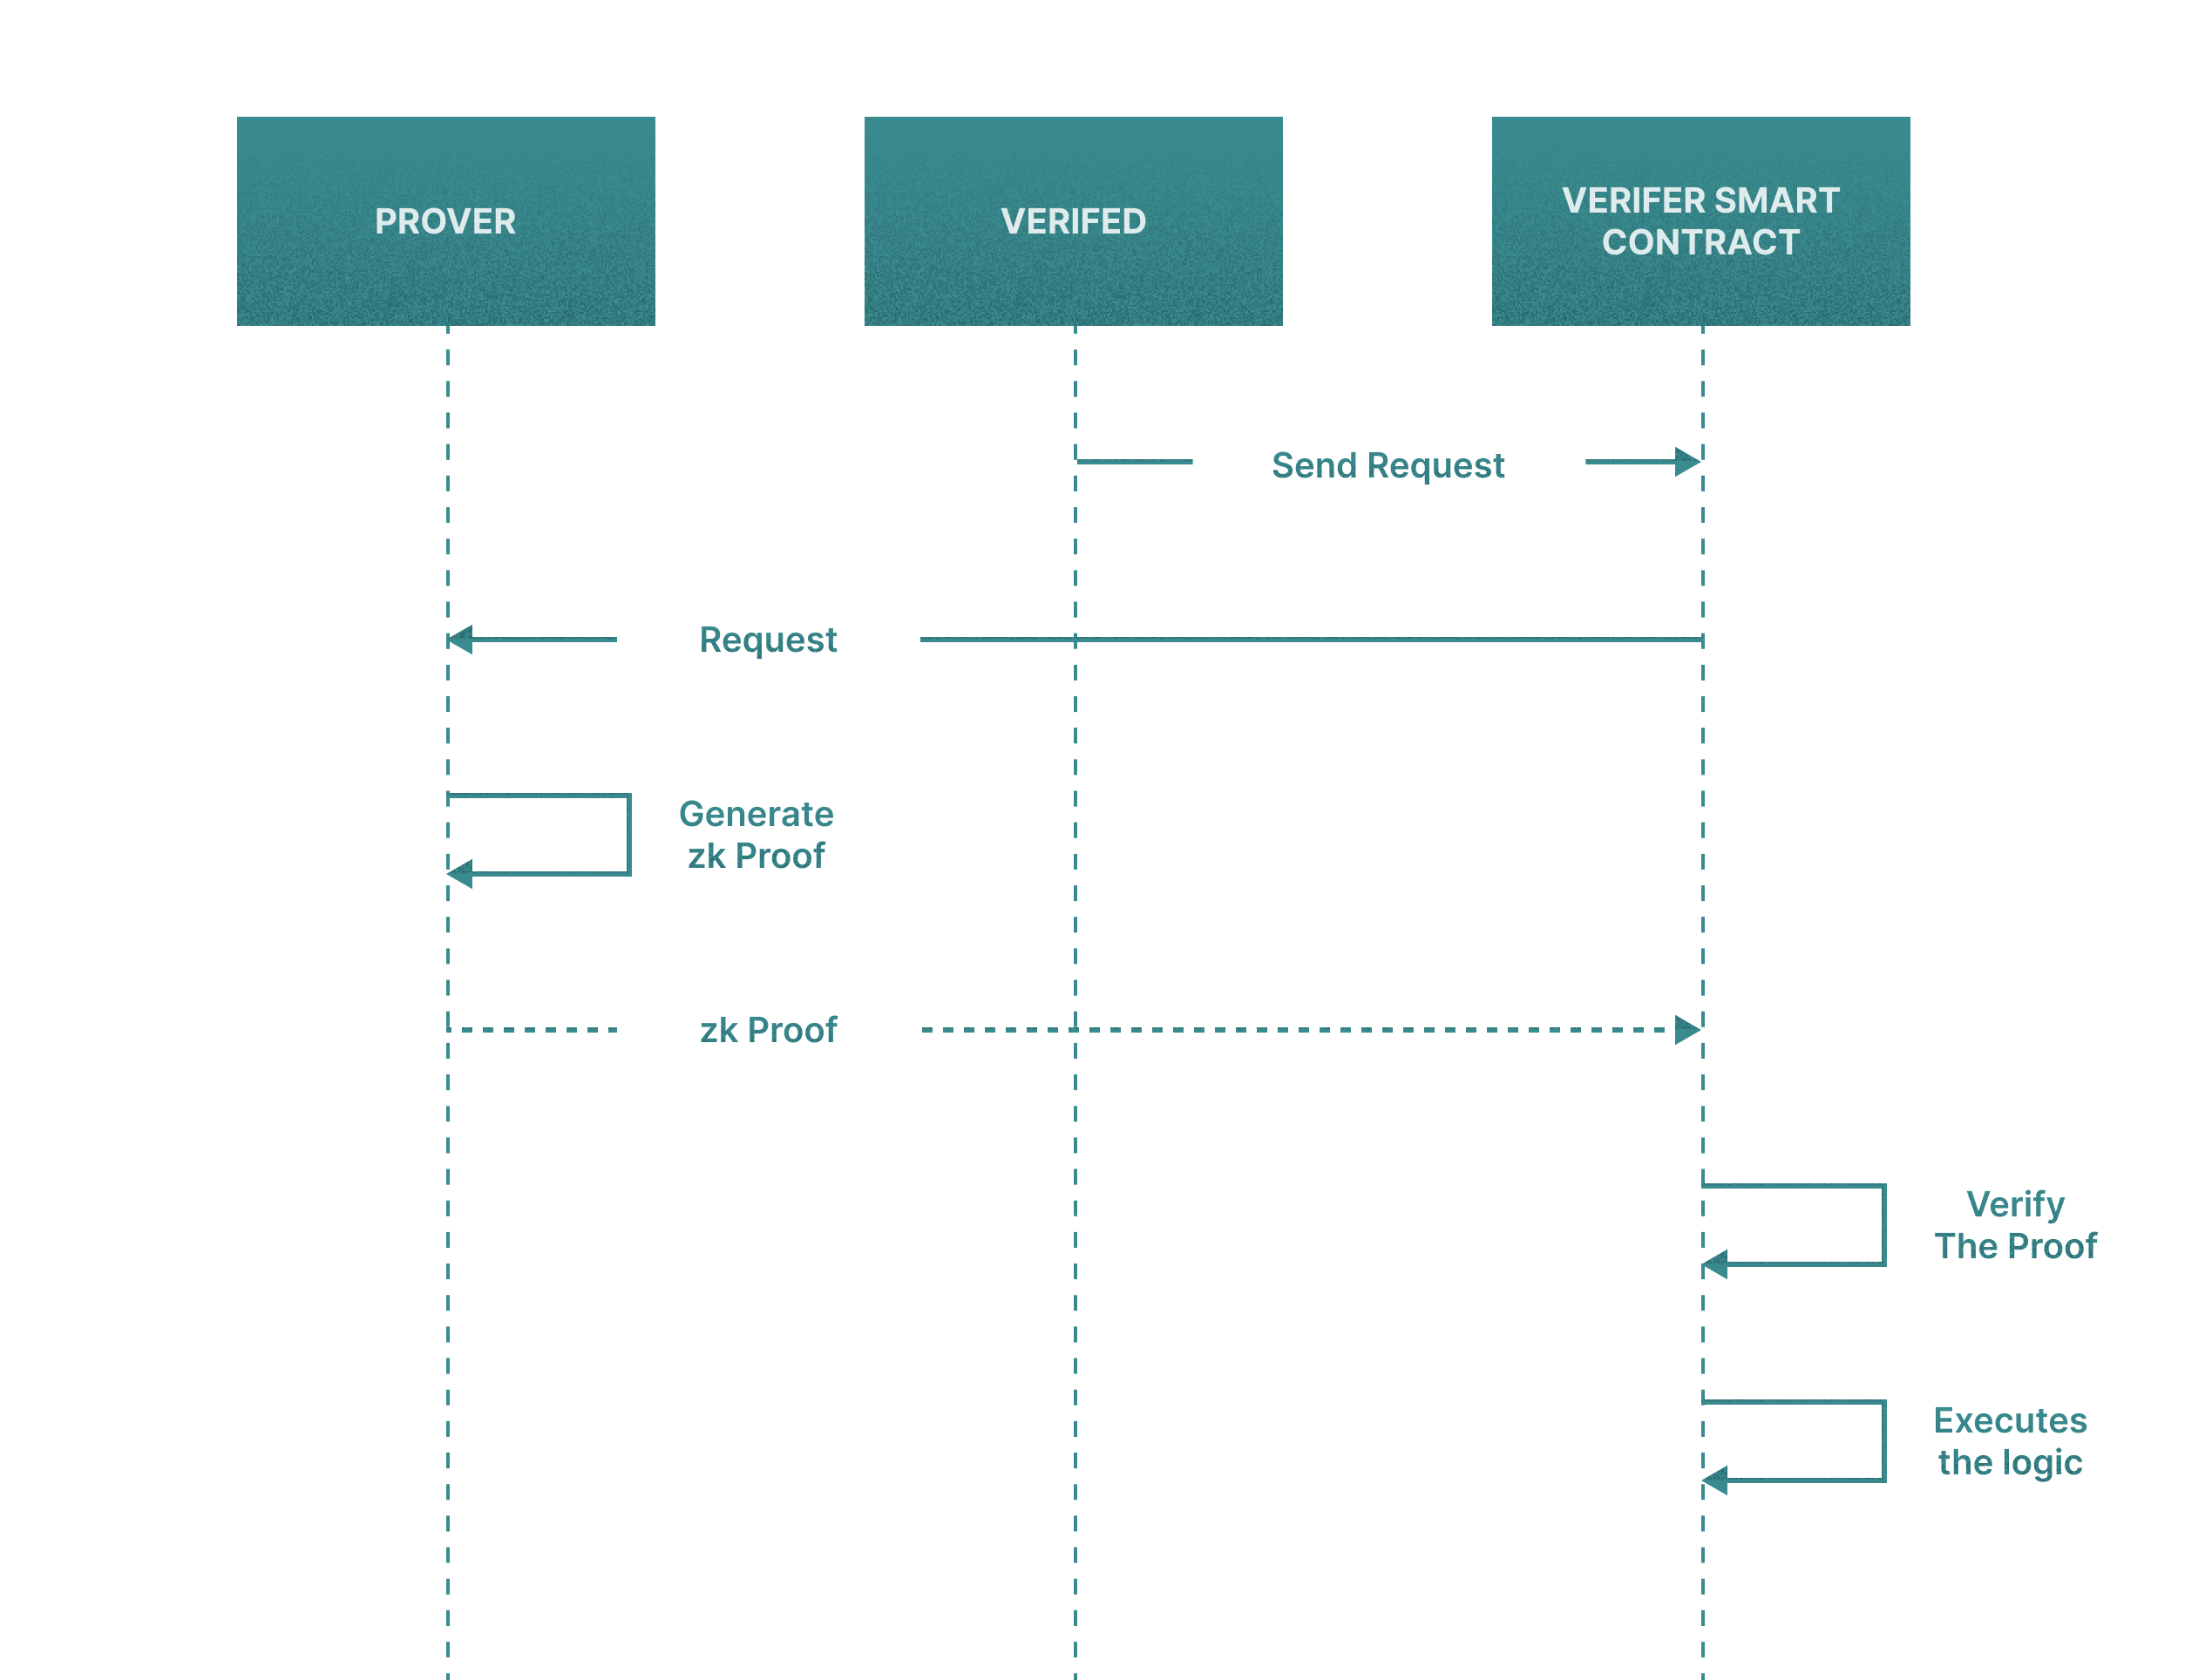 PROVER
VERIFED
VERIFER SMART
CONTRACT
Send Request
Request
Generate
zk Proof
zk Proof
Verify
The Proof
Executes
the logic